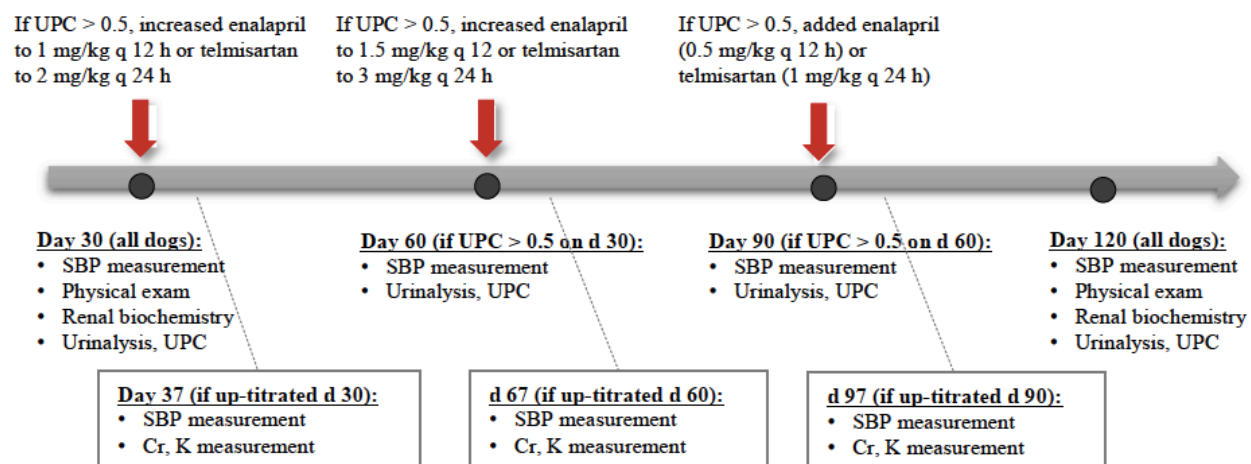 If UPC > 0.5, increased enalapril
to 1 mg/kg q 12 h or telmisartan
to 2 mg/kg q 24 h
If UPC > 0.5, increased enalapril
to 1.5 mg/kg q 12 or telmisartan
to 3 mg/kg q 24 h
If UPC > 0.5, added enalapril
(0.5 mg/kg q 12 h) or
telmisartan (1 mg/kg q 24 h)
Day 30 (all dogs):
• SBP measurement
• Physical exam
• Renal biochemistry
• Urinalysis, UPC
Day 60 (if UPC > 0.5 on d 30):
• SBP measurement
• Urinalysis, UPC
Day 90 (if UPC > 0.5 on d 60):
• SBP measurement
• Urinalysis, UPC
Day 120 (all dogs):
• SBP measurement
• Physical exam
• Renal biochemistry
• Urinalysis, UPC
Day 37 (if up-titrated d 30):
• SBP measurement
• Cr, K measurement
d 67 (if up-titrated d 60):
• SBP measurement
• Cr, K measurement
d 97 (if up-titrated d 90):
• SBP measurement
• Cr, K measurement